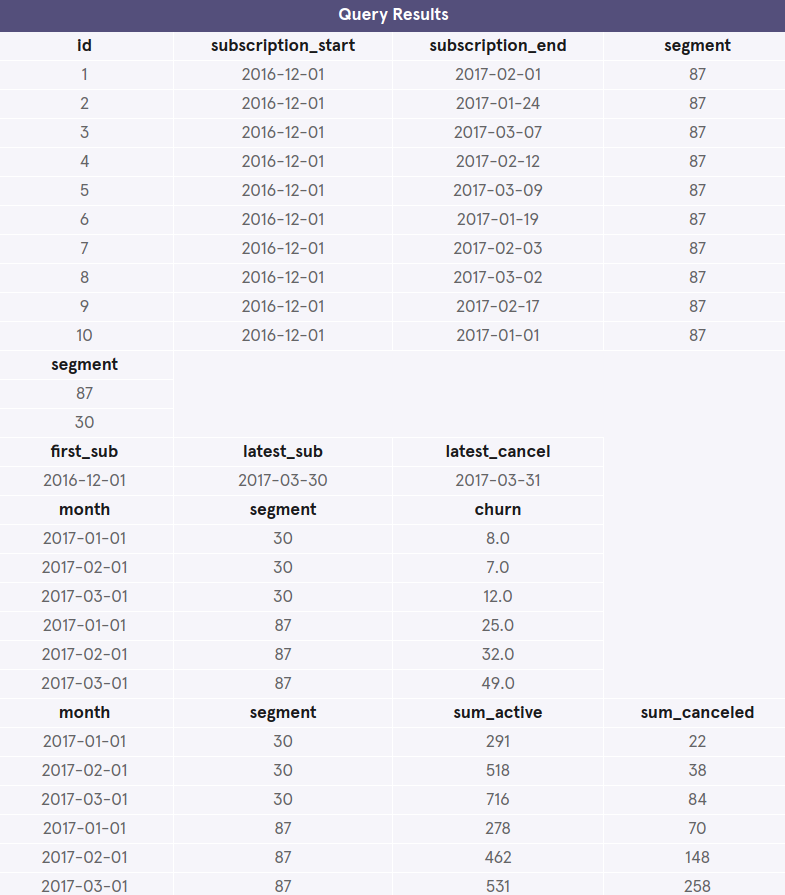 Query Results
id subscription_start subscription_end segment
1 2016-12-01 2017-02-01 87
2 2016-12-01 2017-01-24 87
3 2016-12-01 2017-03-07 87
4 2016-12-01 2017-02-12 87
5 2016-12-01 2017-03-09 87
6 2016-12-01 2017-01-19 87
7 2016-12-01 2017-02-03 87
8 2016-12-01 2017-03-02 87
9 2016-12-01 2017-02-17 87
10 2016-12-01 2017-01-01 87
segment
87
30
first_sub latest_sub latest_cancel
2016-12-01 2017-03-30 2017-03-31
month segment churn
2017-01-01 30 8.0
2017-02-01 30 7.0
2017-03-01 30 12.0
2017-01-01 87 25.0
2017-02-01 87 32.0
2017-03-01 87 49.0
month segment sum_active sum_canceled
2017-01-01 30 291 22
2017-02-01 30 518 38
2017-03-01 30 716 84
2017-01-01 87 278 70
2017-02-01 87 462 148
2017-03-01 87 531 258